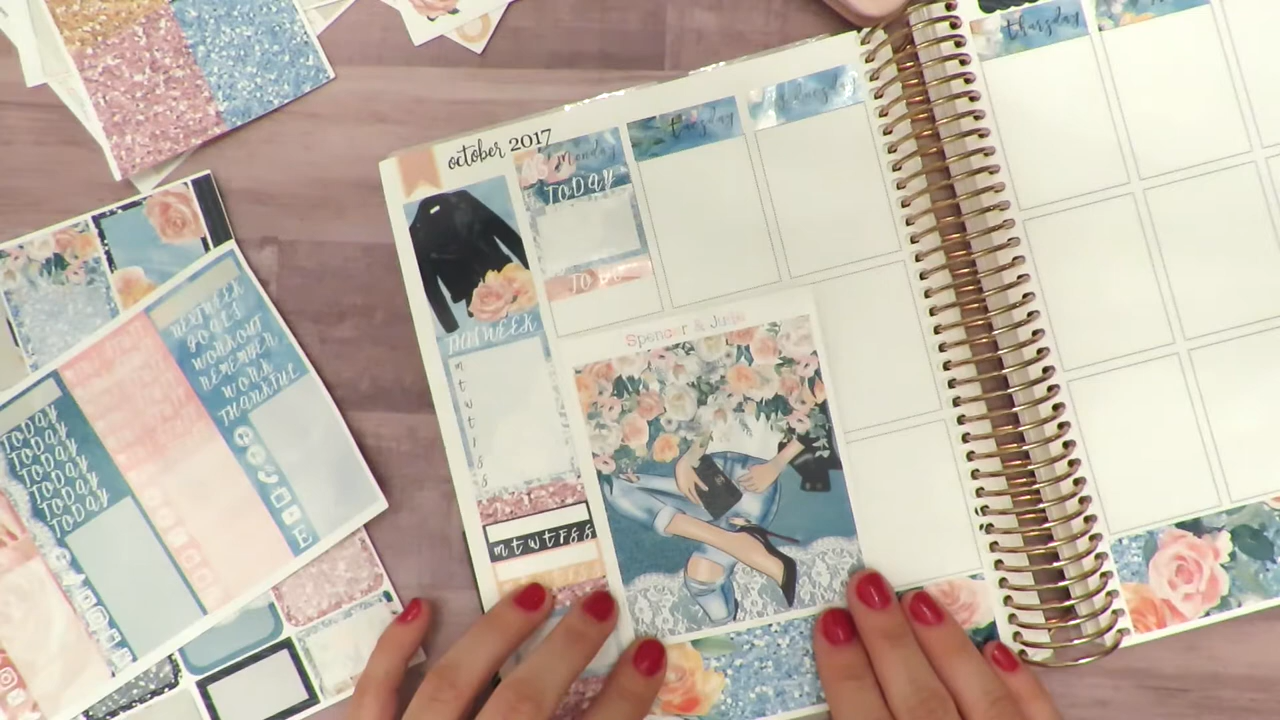 october 2017
Monday
tuesday
thursday
TODAY
TO DO
THIS WEEK
m
t
w
t
f
s
s
mtwtfss
Spencer & Julie
NEXT WEEK
GOALS
WORKOUT
REMEMBER
WORK
THANKFUL
TODAY
TODAY
TODAY
TODAY
TODAY
TODAY
E